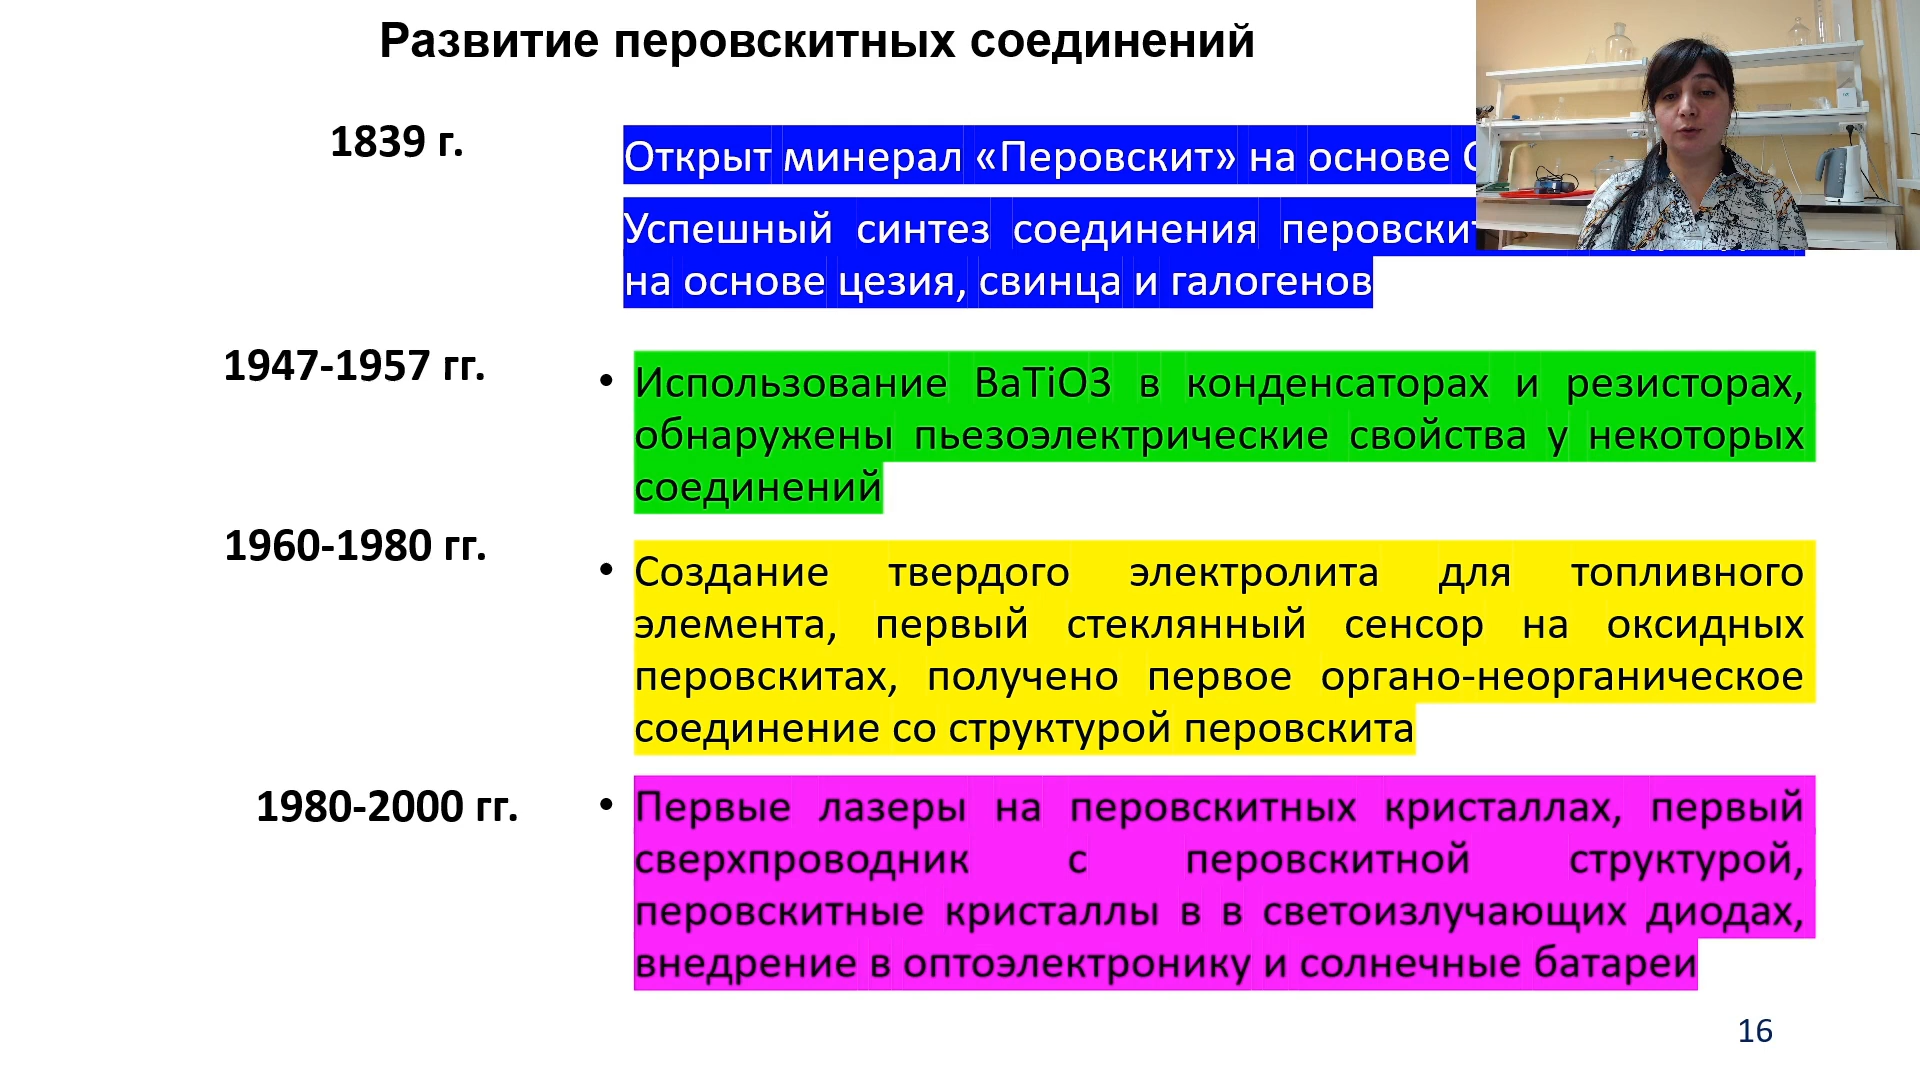 Развитие перовскитных соединений
1839 г.
Открыт минерал «Перовскит» на основе
Успешный синтез соединения
на основе цезия, свинца и галогенов
1947-1957 гг.
• Использование BaTiO3 в конденсаторах и резисторах,
обнаружены пьезоэлектрические свойства у некоторых
соединений
1960-1980 гг.
• Создание твердого электролита для топливного
элемента, первый стеклянный сенсор на оксидных
перовскитах, получено первое органо-неорганическое
соединение со структурой перовскита
1980-2000 гг.
• Первые лазеры на перовскитных кристаллах, первый
сверхпроводник с перовскитной структурой,
перовскитные кристаллы в в светоизлучающих диодах,
внедрение в оптоэлектронику и солнечные батареи
16